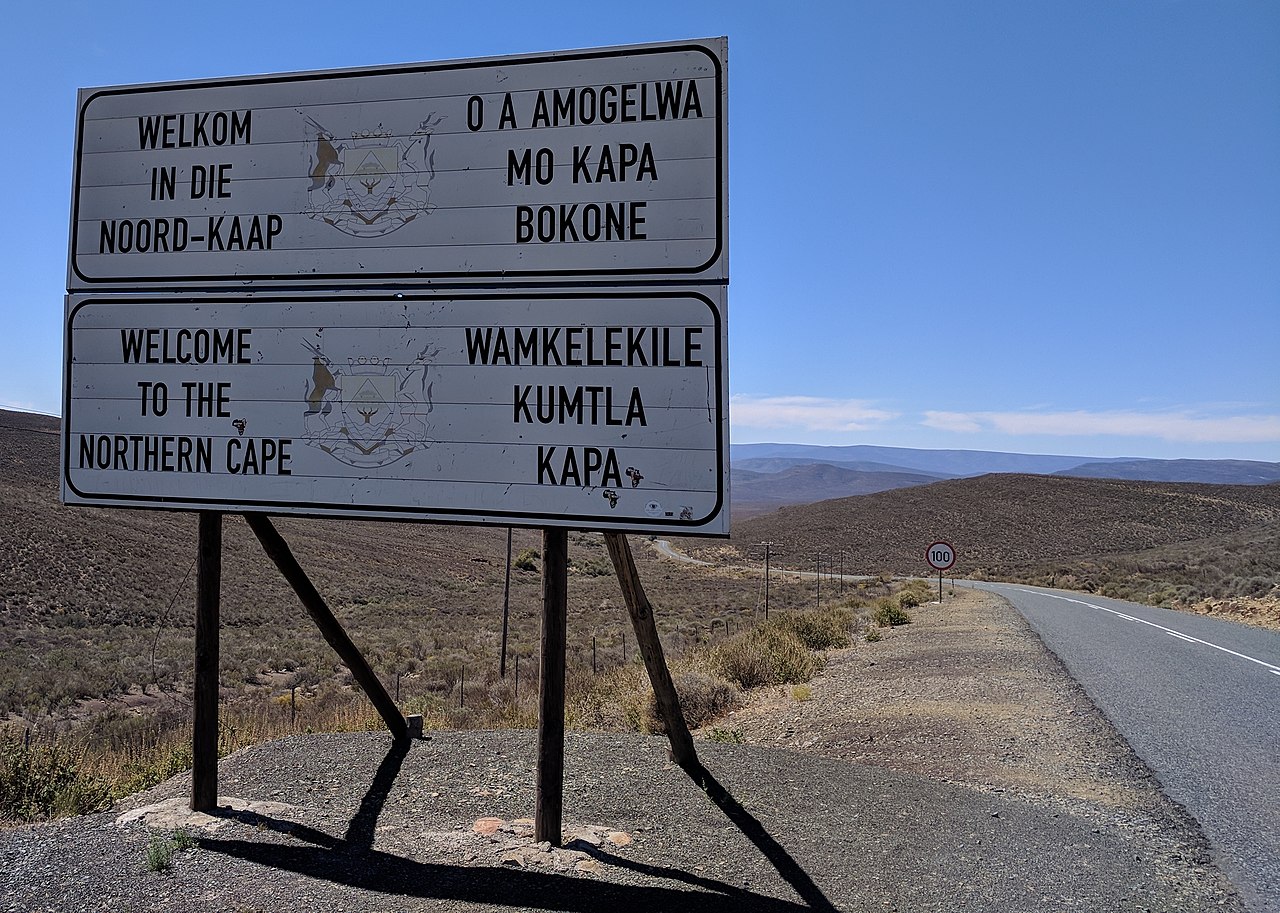 WELKOM
IN DIE
NOORD-KAAP
O A AMOGELWA
MO KAPA
BOKONE
WELCOME
TO THE
NORTHERN CAPE
WAMKELEKILE
KUMTLA
KAPA
100